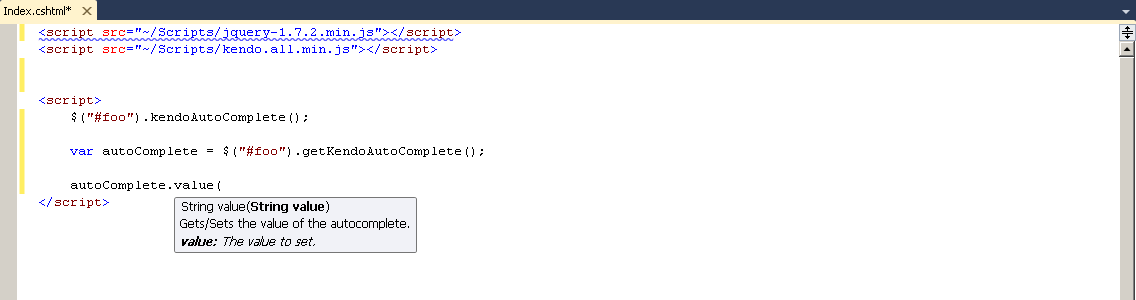 Index.cshtml*
<script src="~/Scripts/jquery-1.7.2.min.js"></script>
<script src="~/Scripts/kendo.all.min.js"></script>
<script>
$("#foo").kendoAutoComplete();
var autoComplete = $("#foo").getKendoAutoComplete();
autoComplete.value(
</script>
String value(String value)
Gets/Sets the value of the autocomplete.
value: The value to set.